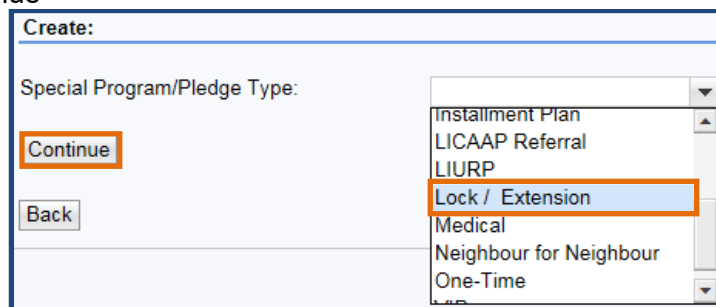 Create:
Special Program/Pledge Type:
Installment Plan
LICAAP Referral
Continue
LIURP
Lock / Extension
Back
Medical
Neighbour for Neighbour
One-Time